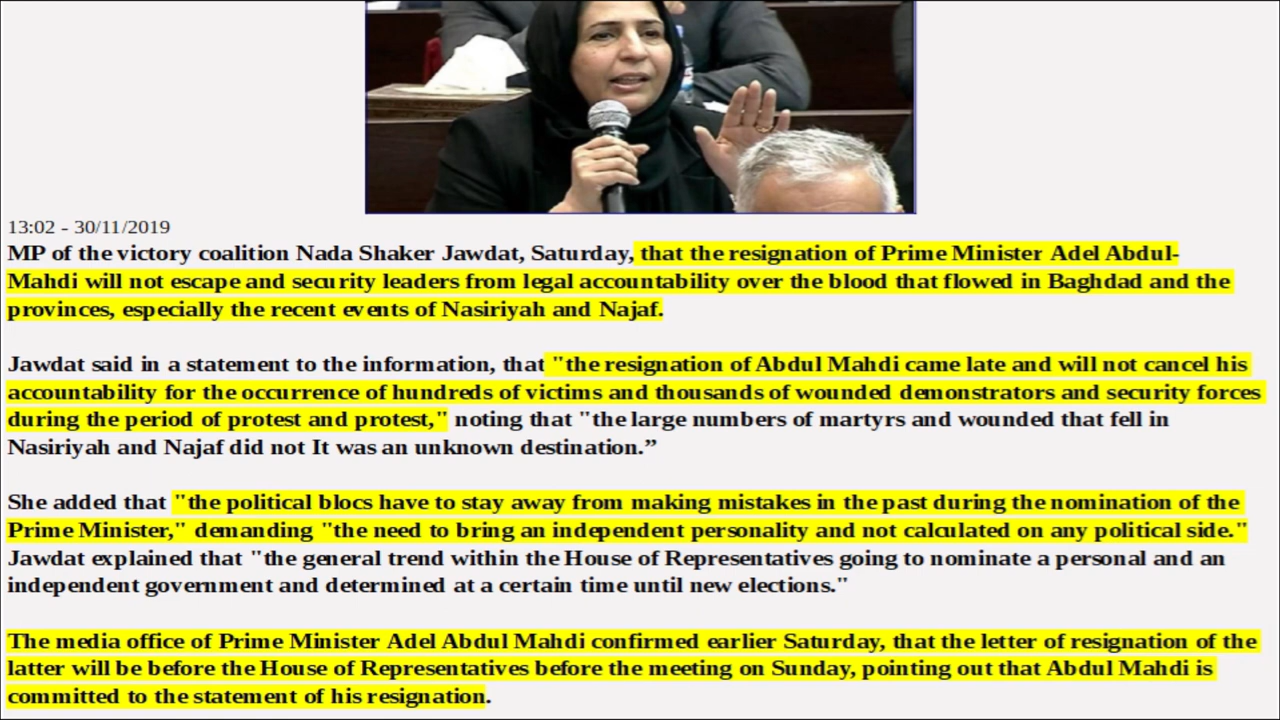 13:02 - 30/11/2019
MP of the victory coalition Nada Shaker Jawdat, Saturday, that the resignation of Prime Minister Adel Abdul-
Mahdi will not escape and security leaders from legal accountability over the blood that flowed in Baghdad and the
provinces, especially the recent events of Nasiriyah and Najaf.
Jawdat said in a statement to the information, that "the resignation of Abdul Mahdi came late and will not cancel his
accountability for the occurrence of hundreds of victims and thousands of wounded demonstrators and security forces
during the period of protest and protest," noting that "the large numbers of martyrs and wounded that fell in
Nasiriyah and Najaf did not It was an unknown destination.”
She added that "the political blocs have to stay away from making mistakes in the past during the nomination of the
Prime Minister," demanding "the need to bring an independent personality and not calculated on any political side."
Jawdat explained that "the general trend within the House of Representatives going to nominate a personal and an
independent government and determined at a certain time until new elections."
The media office of Prime Minister Adel Abdul Mahdi confirmed earlier Saturday, that the letter of resignation of the
latter will be before the House of Representatives before the meeting on Sunday, pointing out that Abdul Mahdi is
committed to the statement of his resignation.